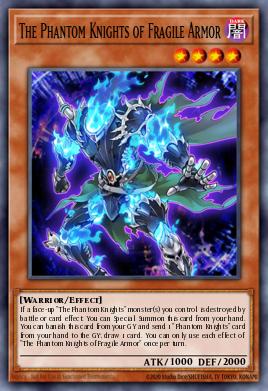 The Phantom Knights of Fragile Armor
DARK
闇
[Warrior/Effect]
If a face-up "The Phantom Knights" monster(s) you control is destroyed by
battle or card effect: You can Special Summon this card from your hand.
You can banish this card from your GY and send 1 "Phantom Knights" card
from your hand to the GY; draw 1 card. You can only use each effect of
"The Phantom Knights of Fragile Armor" once per turn.
ATK/1000 DEF/2000
©2020 Studio Dice/SHUEISHA, TV TOKYO, KONAMI